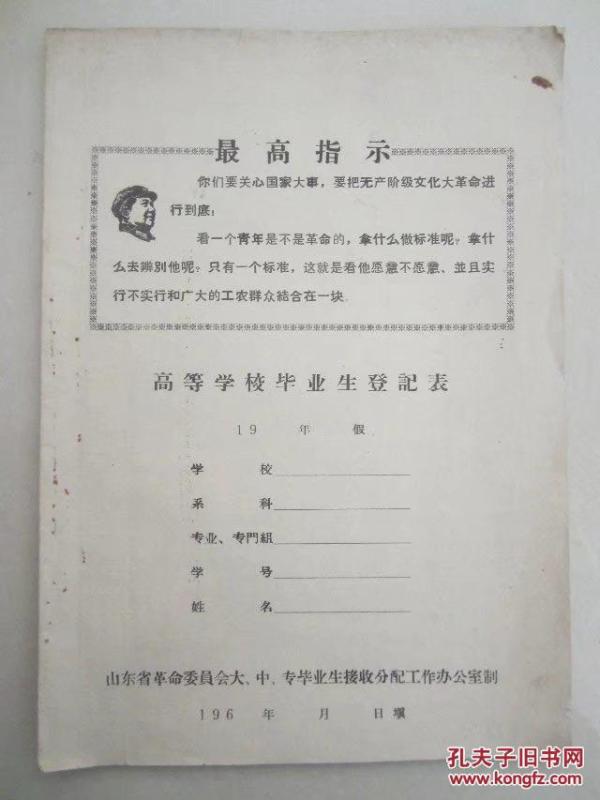 最高指示
你们要关心国家大事，要把无产阶级文化大革命进
行到底；
看一个青年是不是革命的，拿什么做标准呢？拿什
么去辨别他呢？只有一个标准，这就是看他愿意不愿意、並且实
行不实行和广大的工农群众結合在一块．
高等学校毕业生登記表
19 年 假
学 校
系 科
专业、专門組
学 号
姓 名
山东省革命委員会大、中、专毕业生接收分配工作办公室制
196 年 月 日填
孔夫子旧书网
www.kongfz.com